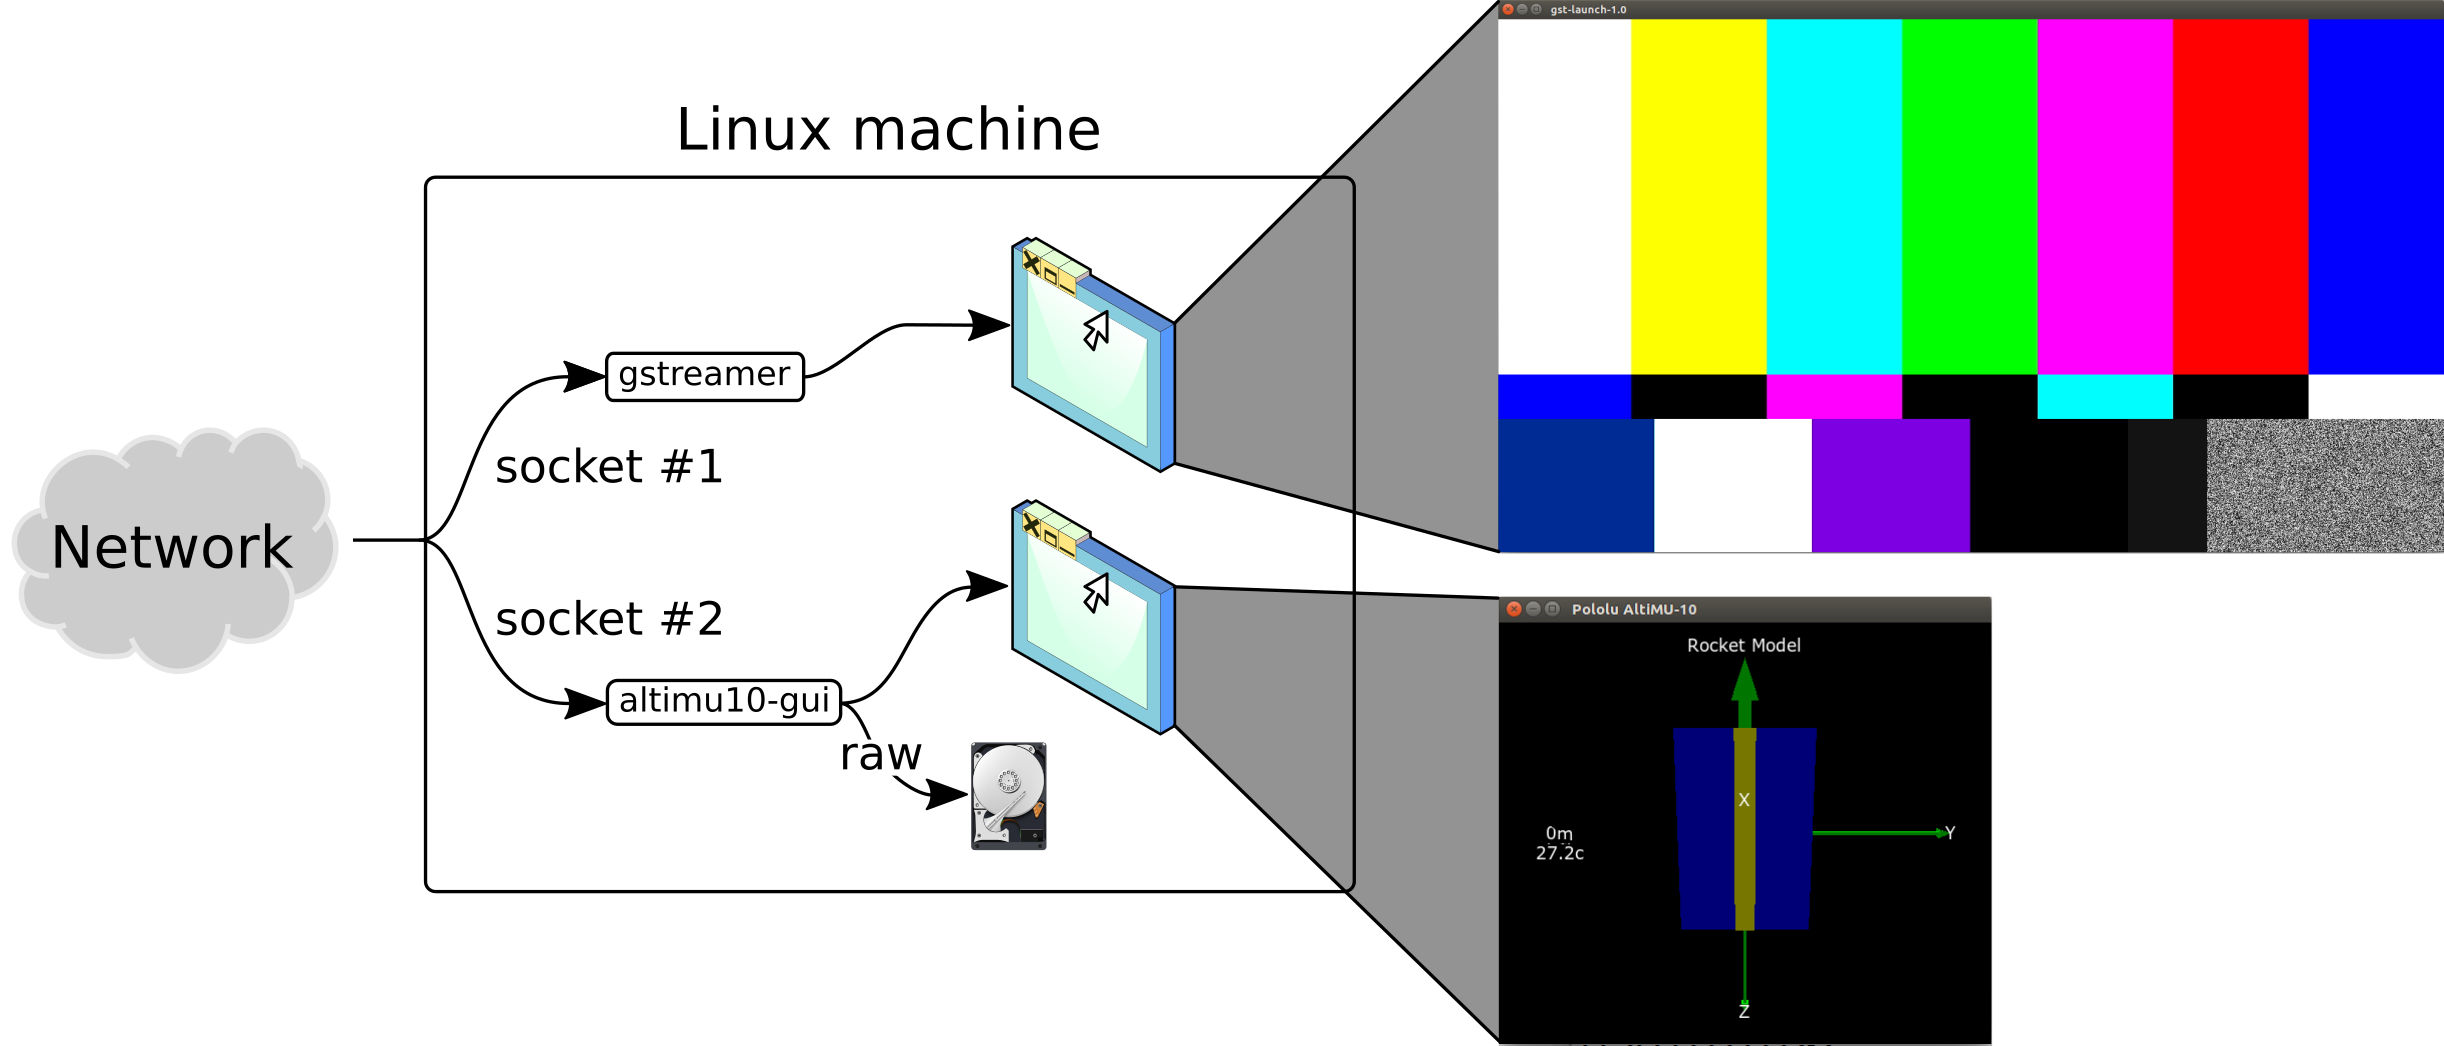 gst-launch-1.0
Linux machine
gstreamer
socket #1
Network
socket #2
altimu10-gui
raw
Pololu AltiMU-10
Rocket Model
X
0m
Y
27.2c
Z